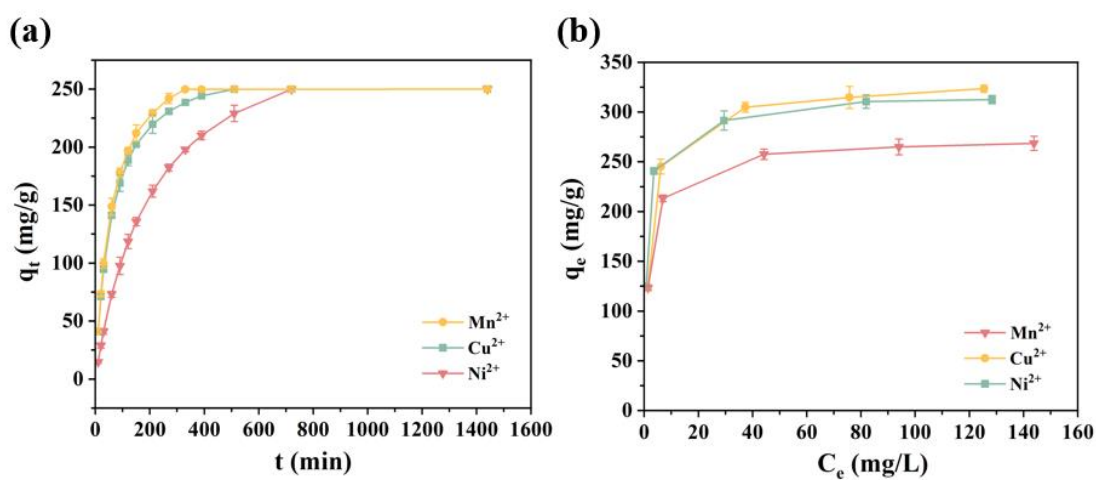 (a)
q_t (mg/g)
300
250
200
150
100
50
0
Mn²⁺
Cu²⁺
Ni²⁺
0 200 400 600 800 1000 1200 1400 1600
t (min)
(b)
q_e (mg/g)
350
300
250
300
150
100
50
0
Mn²⁺
Cu²⁺
Ni²⁺
0 20 40 60 80 100 120 140 160
C_e (mg/L)